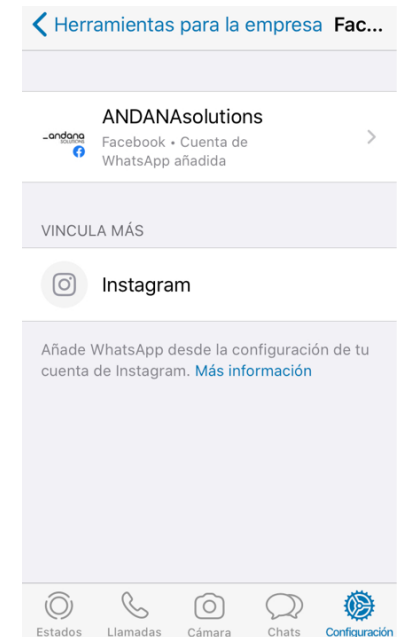 Herramientas para la empresa Fac...
ANDANAsolutions
_andana
SOLUTIONS
Facebook • Cuenta de
WhatsApp añadida
VINCULA MÁS
Instagram
Añade WhatsApp desde la configuración de tu
cuenta de Instagram. Más información
Estados Llamadas Cámara Chats Configuración